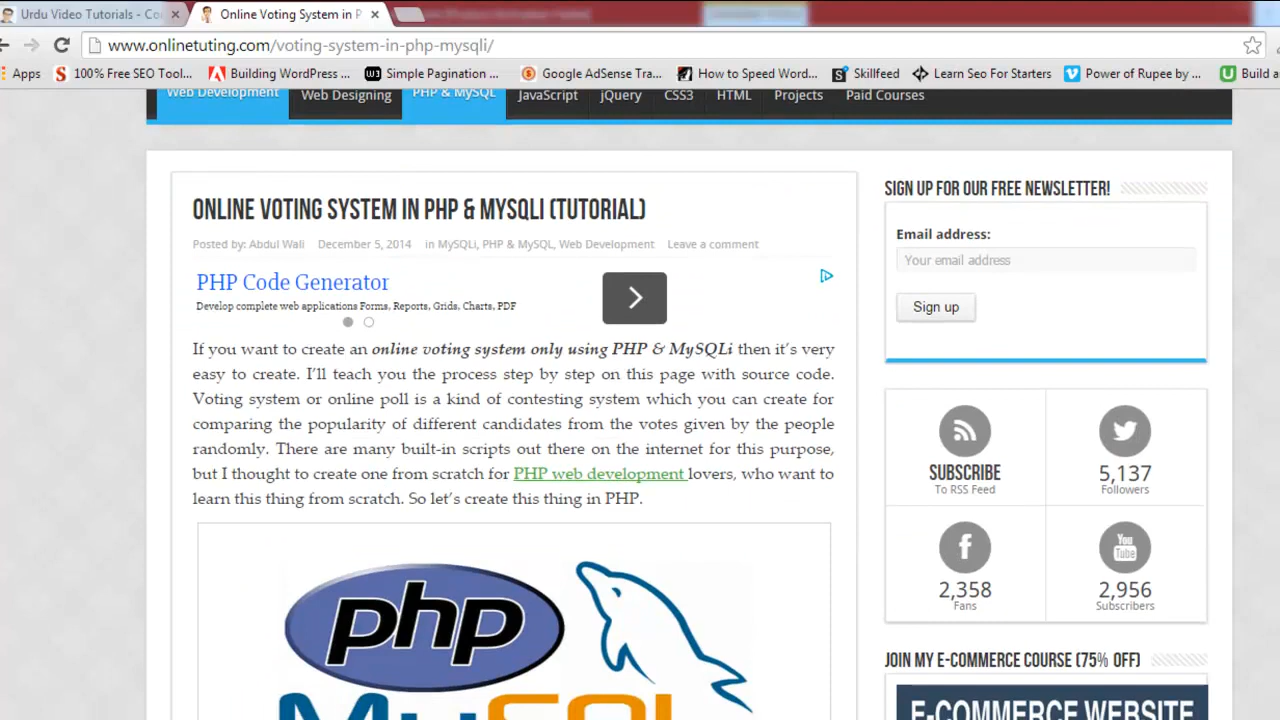 Urdu Video Tutorials - Co
Online Voting System in P
www.onlinetuting.com/voting-system-in-php-mysqli/
Apps
100% Free SEO Tool...
Building WordPress ...
Simple Pagination ...
Google AdSense Tra...
How to Speed Word...
Skillfeed
Learn Seo For Starters
Power of Rupee by ...
Build a
Web Development
Web Designing
PHP & MySQL
JavaScript
jQuery
CSS3
HTML
Projects
Paid Courses
ONLINE VOTING SYSTEM IN PHP & MYSQLI (TUTORIAL)
Posted by: Abdul Wali December 5, 2014 in MySQLi, PHP & MySQL, Web Development Leave a comment
PHP Code Generator
Develop complete web applications Forms, Reports, Grids, Charts, PDF
If you want to create an online voting system only using PHP & MySQLi then it's very
easy to create. I'll teach you the process step by step on this page with source code.
Voting system or online poll is a kind of contesting system which you can create for
comparing the popularity of different candidates from the votes given by the people
randomly. There are many built-in scripts out there on the internet for this purpose,
but I thought to create one from scratch for PHP web development lovers, who want to
learn this thing from scratch. So let's create this thing in PHP.
php
MySQL
SIGN UP FOR OUR FREE NEWSLETTER!
Email address:
Your email address
Sign up
SUBSCRIBE
To RSS Feed
5,137
Followers
2,358
Fans
You
Tube
2,956
Subscribers
JOIN MY E-COMMERCE COURSE (75% OFF)
E-COMMERCE WEBSITE